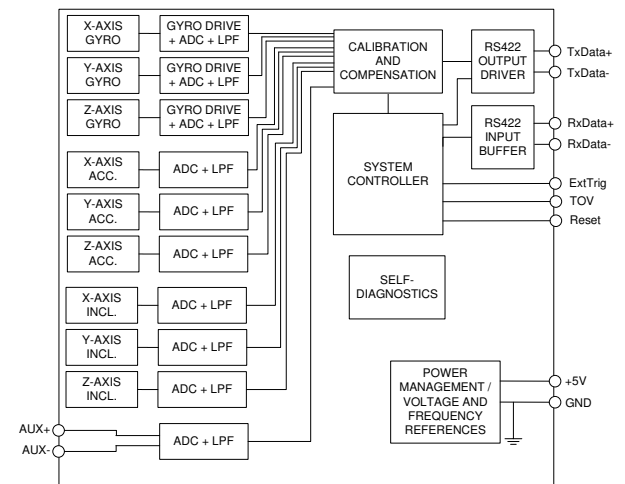 X-AXIS
GYRO
GYRO DRIVE
+ ADC + LPF
Y-AXIS
GYRO
GYRO DRIVE
+ ADC + LPF
Z-AXIS
GYRO
GYRO DRIVE
+ ADC + LPF
X-AXIS
ACC.
ADC + LPF
Y-AXIS
ACC.
ADC + LPF
Z-AXIS
ACC.
ADC + LPF
X-AXIS
INCL.
ADC + LPF
Y-AXIS
INCL.
ADC + LPF
Z-AXIS
INCL.
ADC + LPF
AUX+
AUX-
ADC + LPF
CALIBRATION
AND
COMPENSATION
RS422
OUTPUT
DRIVER
TxData+
TxData-
RS422
INPUT
BUFFER
RxData+
RxData-
SYSTEM
CONTROLLER
ExtTrig
TOV
Reset
SELF-
DIAGNOSTICS
POWER
MANAGEMENT /
VOLTAGE AND
FREQUENCY
REFERENCES
+5V
GND